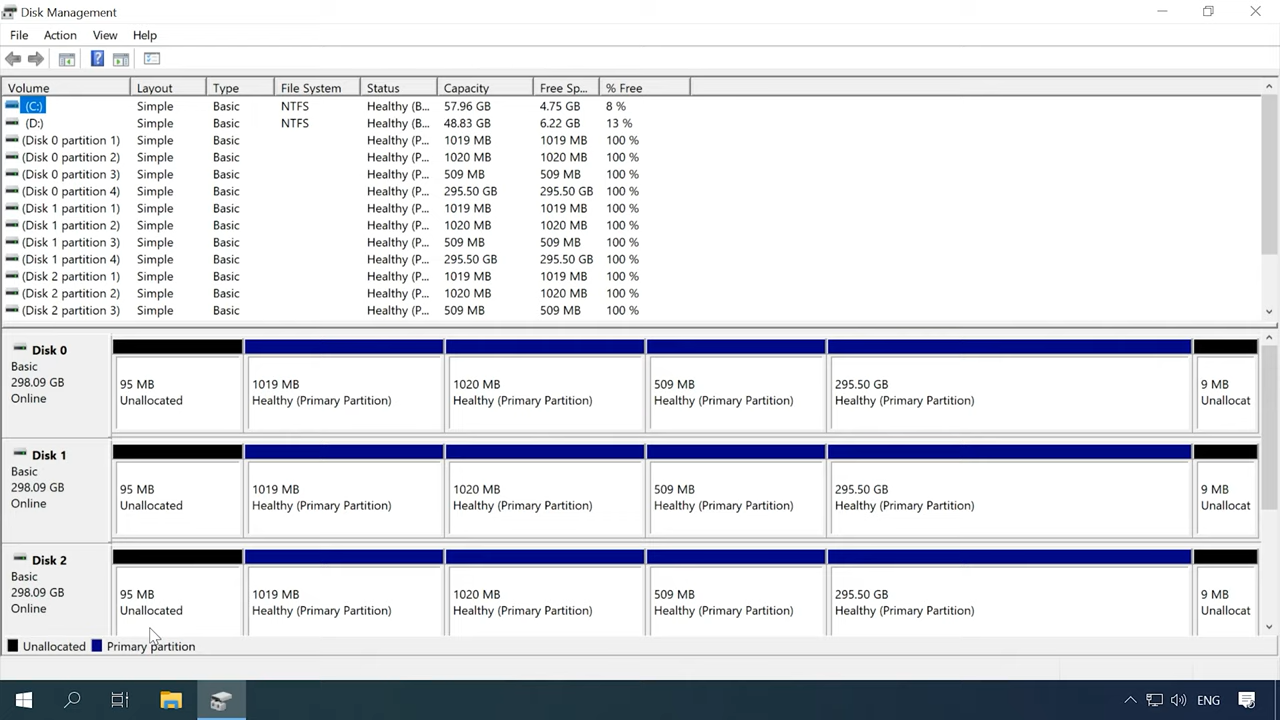 Disk Management
File Action View Help
Volume Layout Type File System Status Capacity Free Sp... % Free
(C:) Simple Basic NTFS Healthy (B... 57.96 GB 4.75 GB 8 %
(D:) Simple Basic NTFS Healthy (B... 48.83 GB 6.22 GB 13 %
(Disk 0 partition 1) Simple Basic Healthy (P... 1019 MB 1019 MB 100 %
(Disk 0 partition 2) Simple Basic Healthy (P... 1020 MB 1020 MB 100 %
(Disk 0 partition 3) Simple Basic Healthy (P... 509 MB 509 MB 100 %
(Disk 0 partition 4) Simple Basic Healthy (P... 295.50 GB 295.50 GB 100 %
(Disk 1 partition 1) Simple Basic Healthy (P... 1019 MB 1019 MB 100 %
(Disk 1 partition 2) Simple Basic Healthy (P... 1020 MB 1020 MB 100 %
(Disk 1 partition 3) Simple Basic Healthy (P... 509 MB 509 MB 100 %
(Disk 1 partition 4) Simple Basic Healthy (P... 295.50 GB 295.50 GB 100 %
(Disk 2 partition 1) Simple Basic Healthy (P... 1019 MB 1019 MB 100 %
(Disk 2 partition 2) Simple Basic Healthy (P... 1020 MB 1020 MB 100 %
(Disk 2 partition 3) Simple Basic Healthy (P... 509 MB 509 MB 100 %
Disk 0
Basic
298.09 GB
Online
95 MB
Unallocated
1019 MB
Healthy (Primary Partition)
1020 MB
Healthy (Primary Partition)
509 MB
Healthy (Primary Partition)
295.50 GB
Healthy (Primary Partition)
9 MB
Unallocat
Disk 1
Basic
298.09 GB
Online
95 MB
Unallocated
1019 MB
Healthy (Primary Partition)
1020 MB
Healthy (Primary Partition)
509 MB
Healthy (Primary Partition)
295.50 GB
Healthy (Primary Partition)
9 MB
Unallocat
Disk 2
Basic
298.09 GB
Online
95 MB
Unallocated
1019 MB
Healthy (Primary Partition)
1020 MB
Healthy (Primary Partition)
509 MB
Healthy (Primary Partition)
295.50 GB
Healthy (Primary Partition)
9 MB
Unallocat
Unallocated Primary partition
ENG